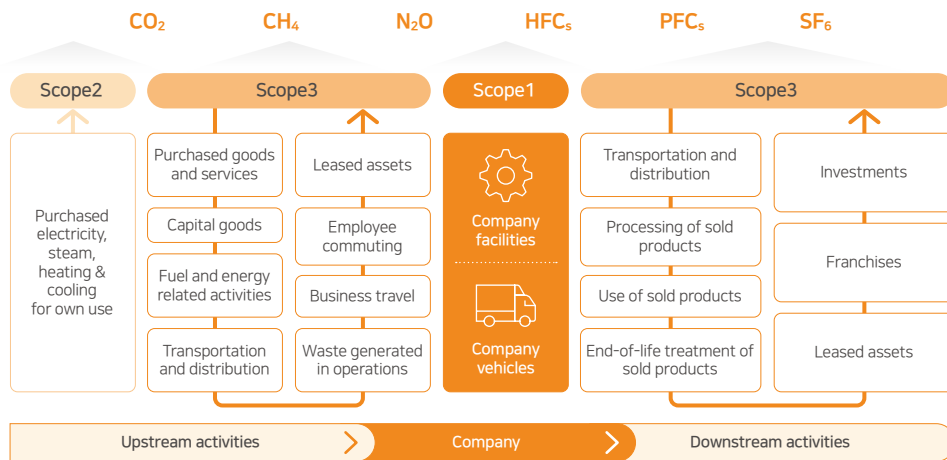 CO₂ CH₄ N₂O HFCₛ PFCₛ SF₆
Scope2
Scope3
Scope1
Scope3
Purchased
electricity,
steam,
heating &
cooling
for own use
Purchased goods
and services
Capital goods
Fuel and energy
related activities
Transportation
and distribution
Leased assets
Employee
commuting
Business travel
Waste generated
in operations
Company
facilities
Company
vehicles
Transportation and
distribution
Processing of sold
products
Use of sold products
End-of-life treatment of
sold products
Investments
Franchises
Leased assets
Upstream activities
Company
Downstream activities